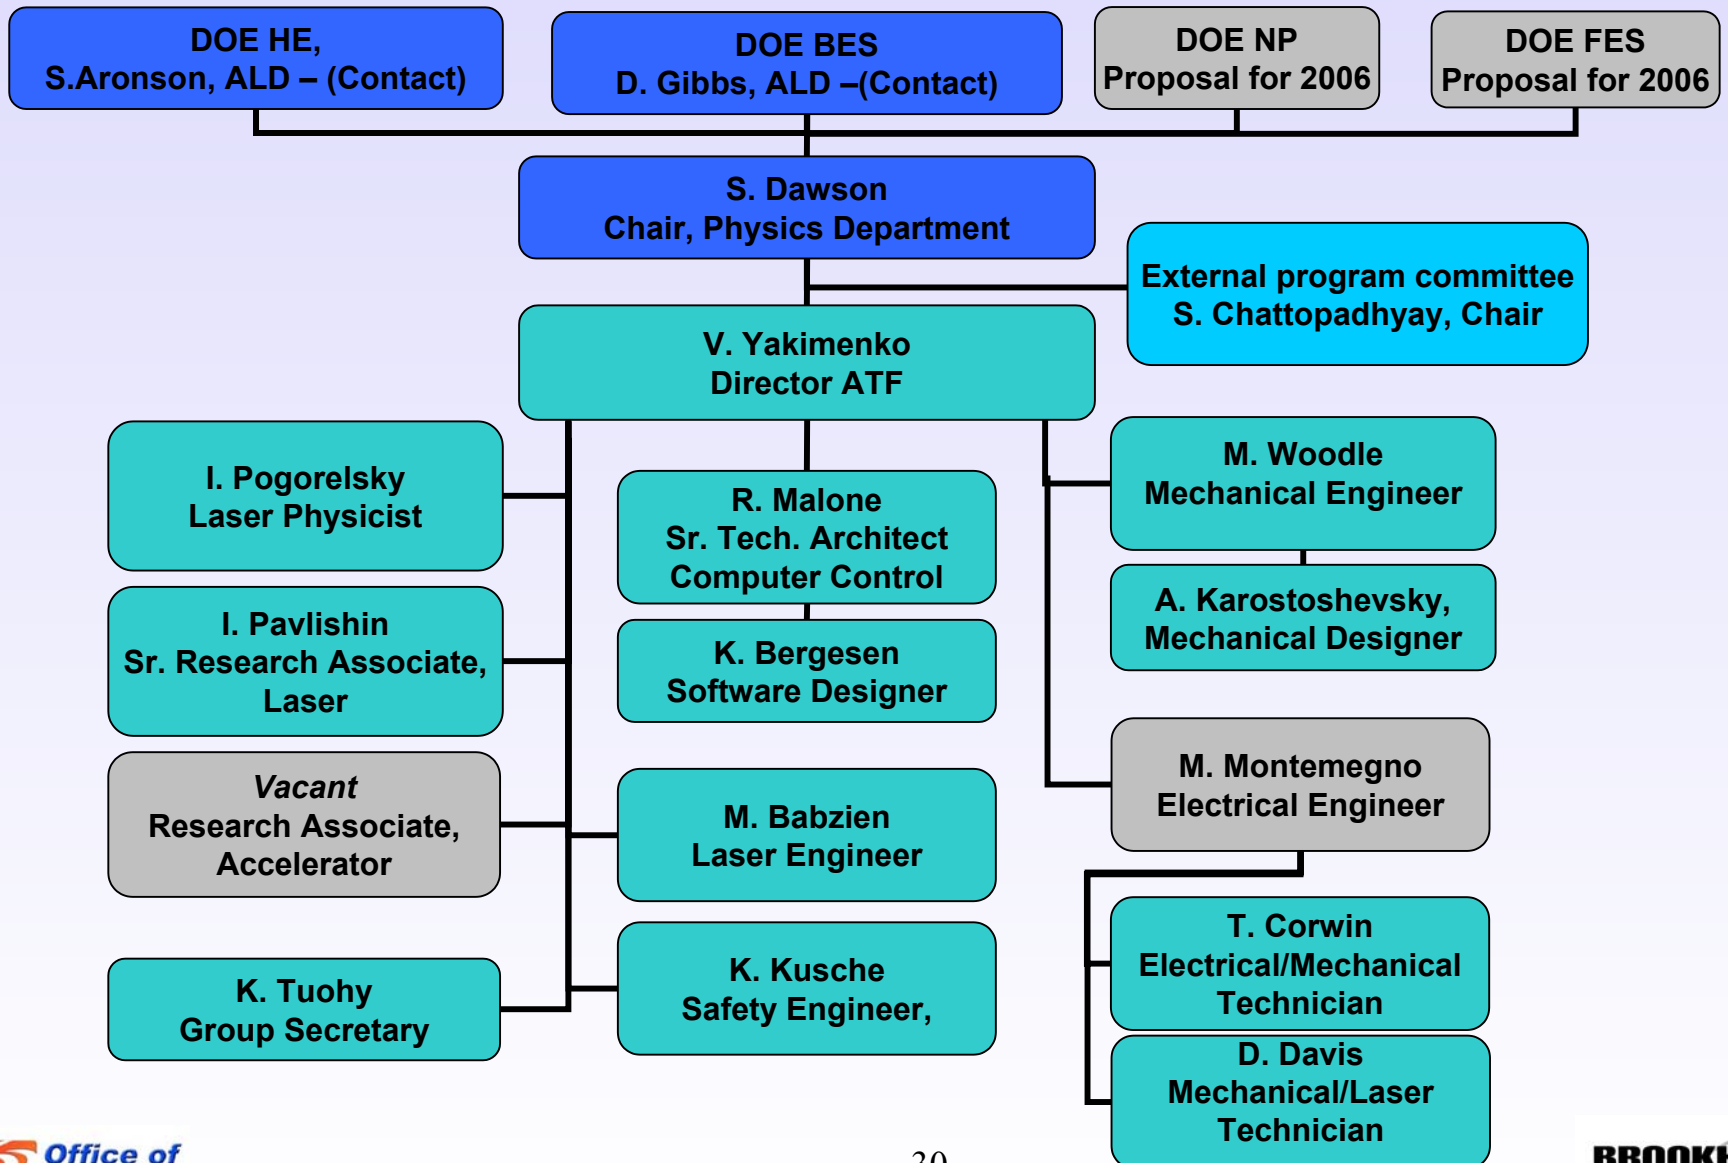 DOE HE,
S.Aronson, ALD – (Contact)
DOE BES
D. Gibbs, ALD –(Contact)
DOE NP
Proposal for 2006
DOE FES
Proposal for 2006
S. Dawson
Chair, Physics Department
External program committee
S. Chattopadhyay, Chair
V. Yakimenko
Director ATF
I. Pogorelsky
Laser Physicist
I. Pavlishin
Sr. Research Associate,
Laser
Vacant
Research Associate,
Accelerator
K. Tuohy
Group Secretary
R. Malone
Sr. Tech. Architect
Computer Control
K. Bergesen
Software Designer
M. Babzien
Laser Engineer
K. Kusche
Safety Engineer,
M. Woodle
Mechanical Engineer
A. Karostoshevsky,
Mechanical Designer
M. Montemegno
Electrical Engineer
T. Corwin
Electrical/Mechanical
Technician
D. Davis
Mechanical/Laser
Technician
Office of